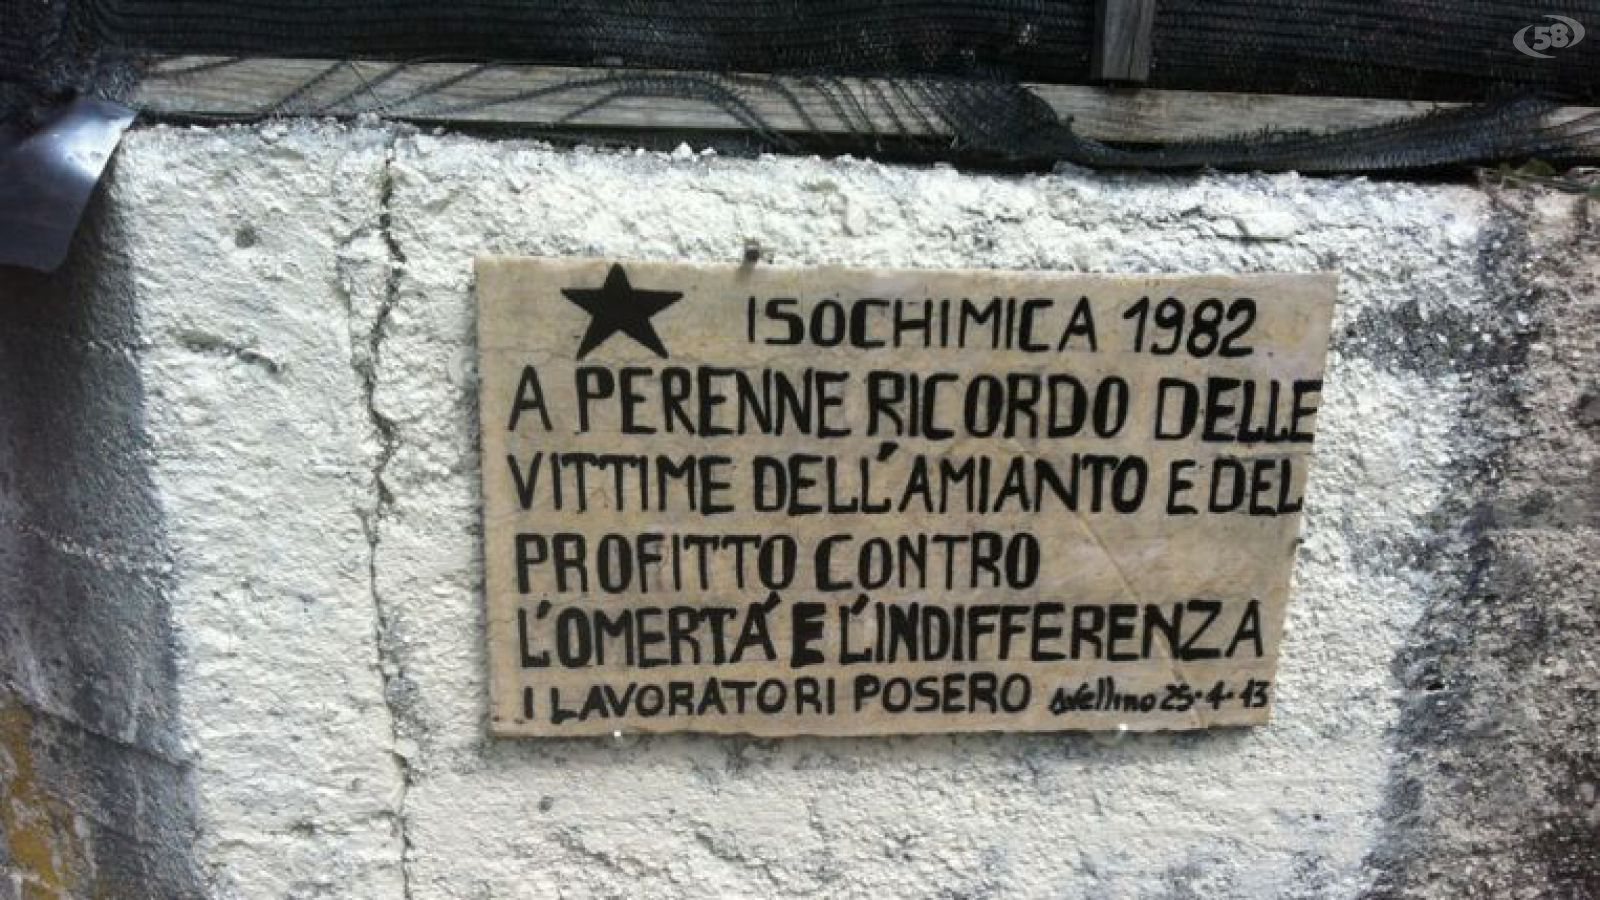 58
ISOCHIMICA 1982
A PERENNE RICORDO DELLE
VITTIME DELL'AMIANTO E DEL
PROFITTO CONTRO
L'OMERTA' E L'INDIFFERENZA
I LAVORATORI POSERO Avellino 25·4·13